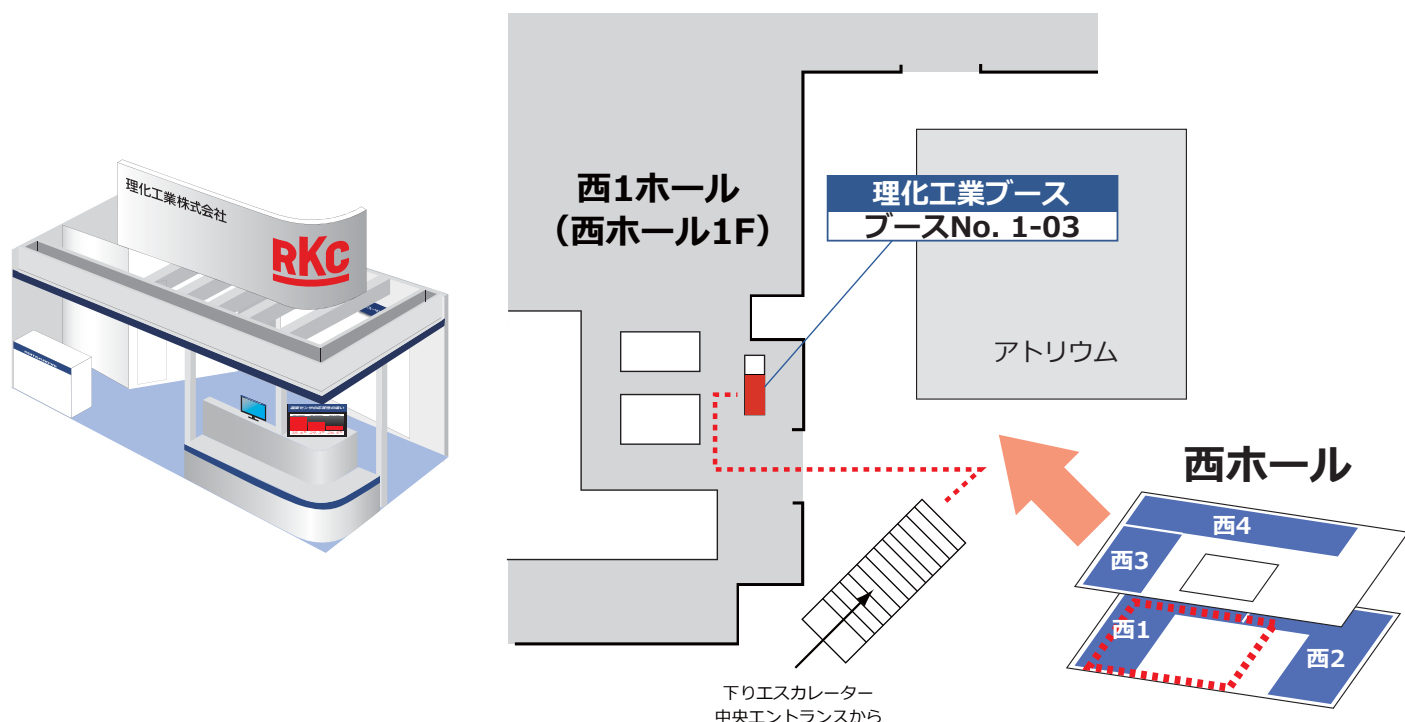 理化工業株式会社
RKC
西1ホール
（西ホール1F）
理化工業ブース
ブースNo. 1-03
アトリウム
西ホール
西4
西3
西1
西2
下りエスカレーター
中央エントランスから